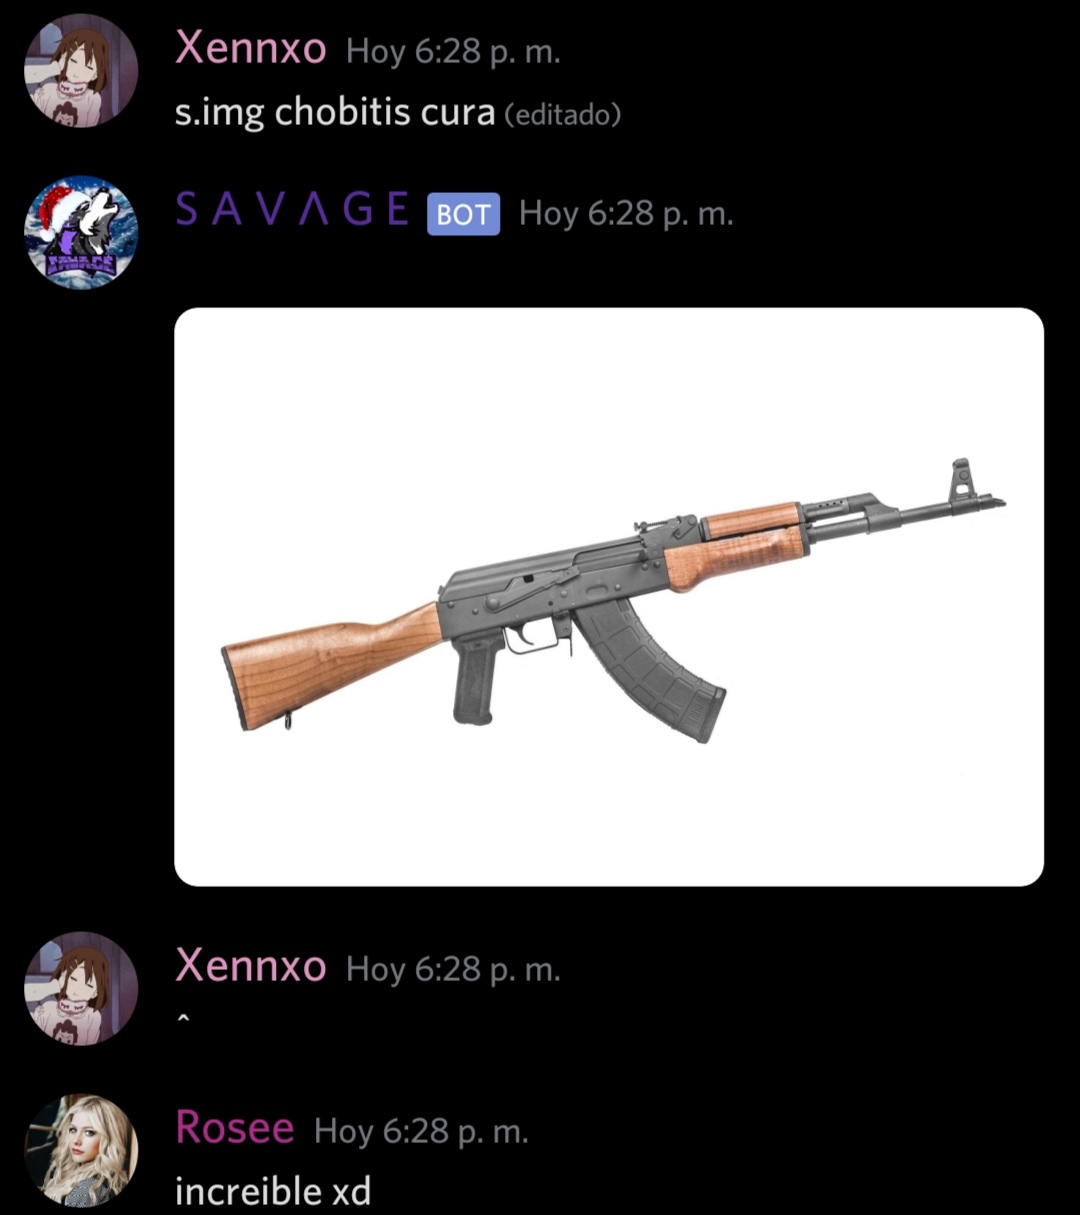 Xennxo Hoy 6:28 p. m.
s.img chobitis cura (editado)
S A V Λ G E BOT Hoy 6:28 p. m.
SAVAGE
Xennxo Hoy 6:28 p. m.
^
Rosee Hoy 6:28 p. m.
increible xd